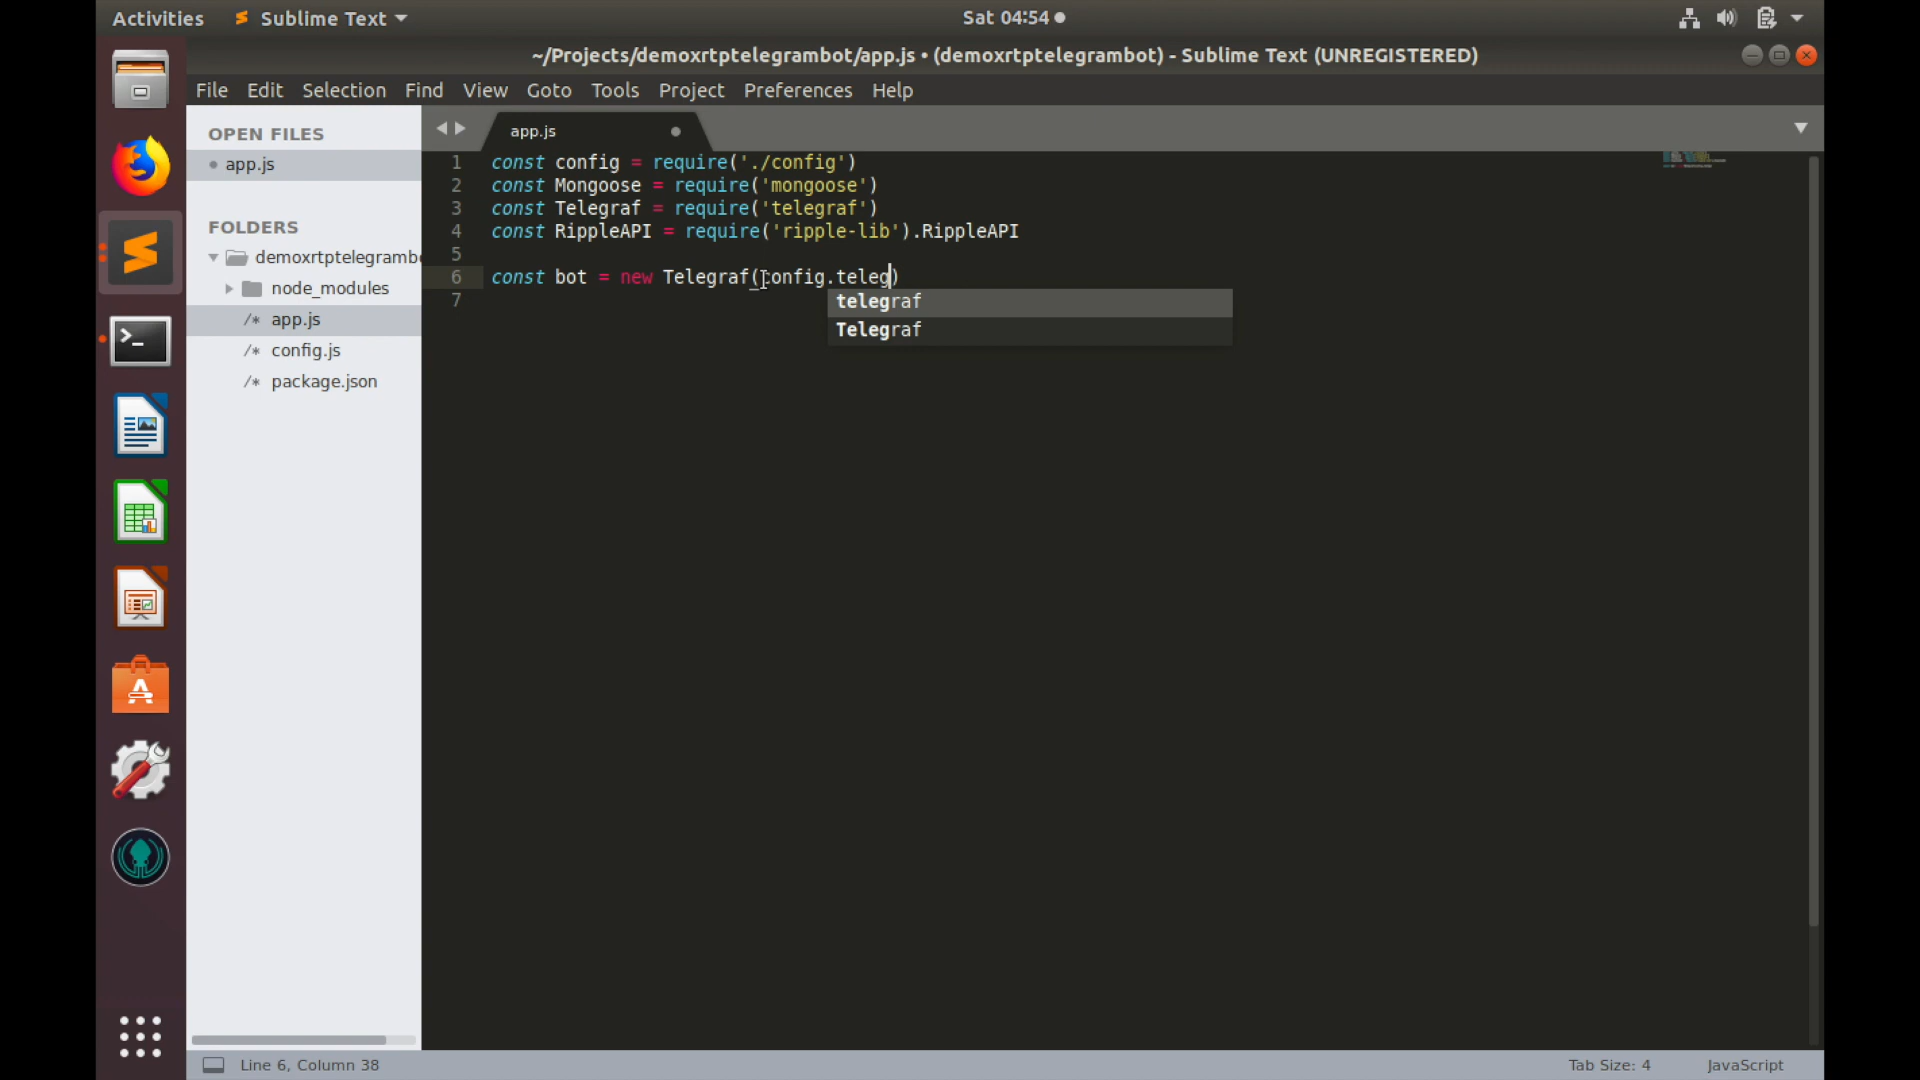 Activities Sublime Text Sat 04:54
~/Projects/demoxrtptelegrambot/app.js • (demoxrtptelegrambot) - Sublime Text (UNREGISTERED)
File Edit Selection Find View Goto Tools Project Preferences Help
OPEN FILES
app.js
FOLDERS
demoxrtptelegrambo
node_modules
/* app.js
/* config.js
/* package.json
app.js
1 const config = require('./config')
2 const Mongoose = require('mongoose')
3 const Telegraf = require('telegraf')
4 const RippleAPI = require('ripple-lib').RippleAPI
5
6 const bot = new Telegraf(config.teleg)
7
telegraf
Telegraf
Line 6, Column 38 Tab Size: 4 JavaScript